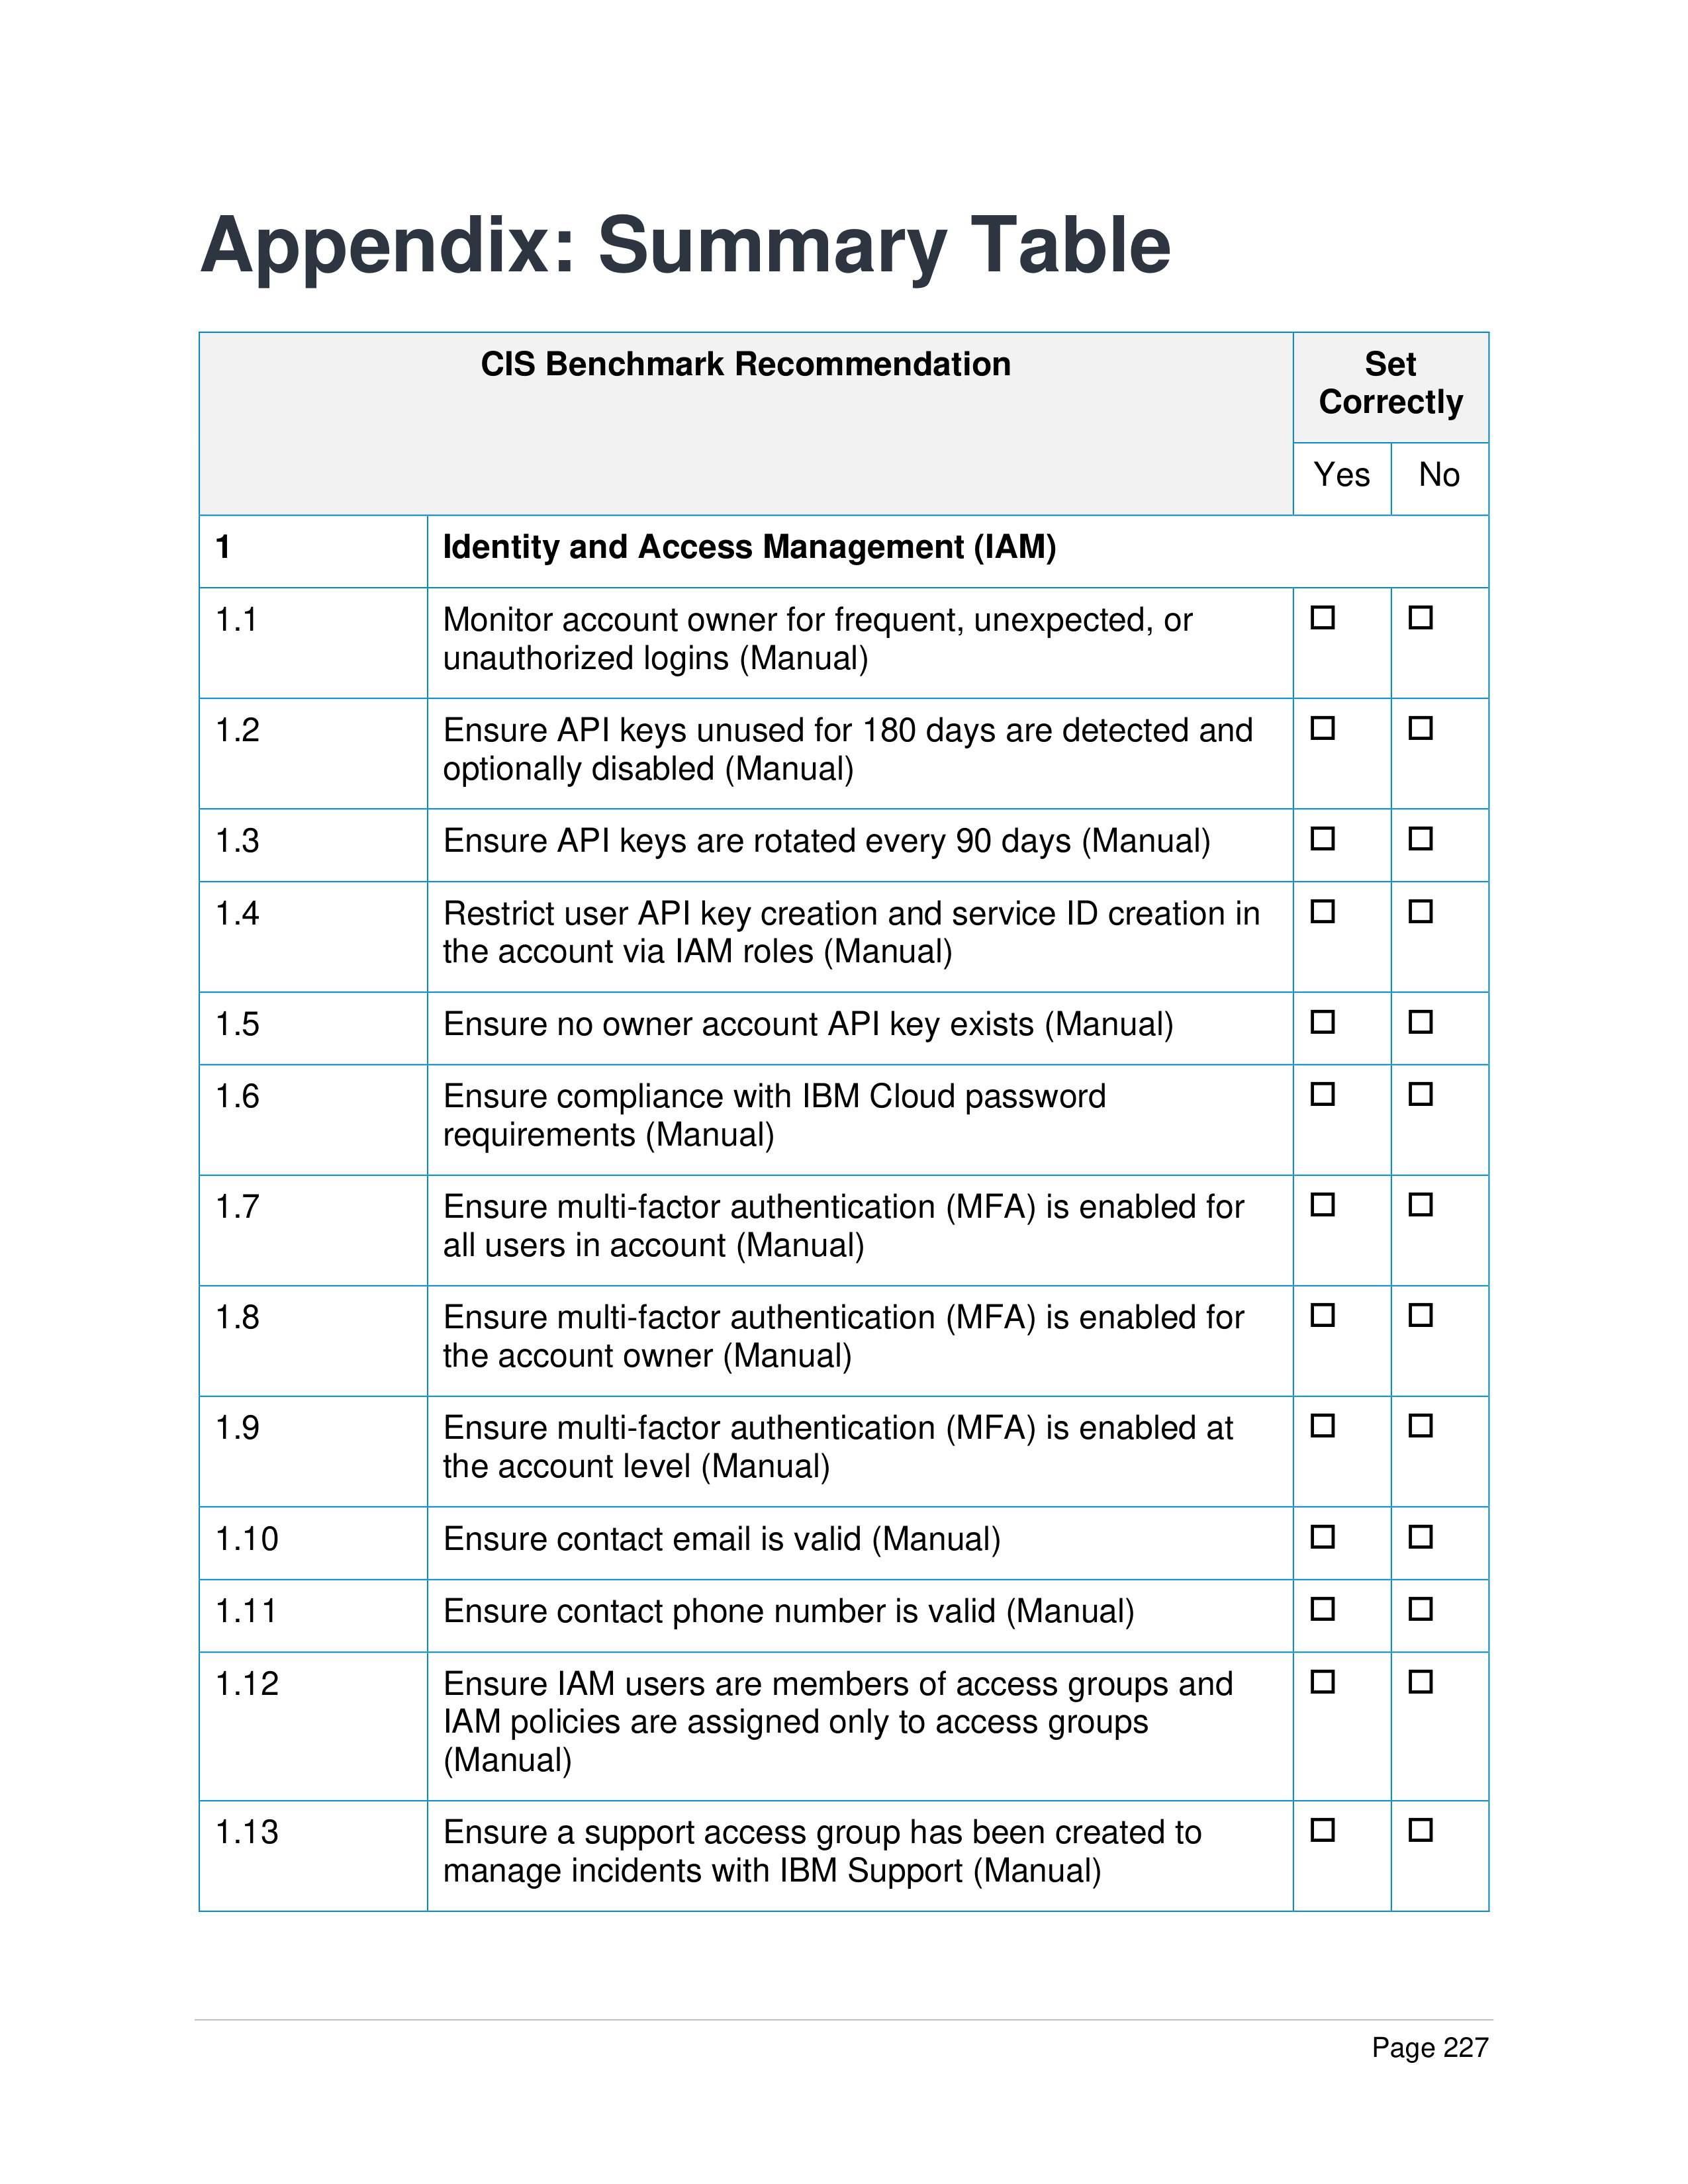 Appendix: Summary Table
CIS Benchmark Recommendation
Set
Correctly
Yes No
1 Identity and Access Management (IAM)
1.1 Monitor account owner for frequent, unexpected, or
unauthorized logins (Manual)
☐ ☐
1.2 Ensure API keys unused for 180 days are detected and
optionally disabled (Manual)
☐ ☐
1.3 Ensure API keys are rotated every 90 days (Manual) ☐ ☐
1.4 Restrict user API key creation and service ID creation in
the account via IAM roles (Manual)
☐ ☐
1.5 Ensure no owner account API key exists (Manual) ☐ ☐
1.6 Ensure compliance with IBM Cloud password
requirements (Manual)
☐ ☐
1.7 Ensure multi-factor authentication (MFA) is enabled for
all users in account (Manual)
☐ ☐
1.8 Ensure multi-factor authentication (MFA) is enabled for
the account owner (Manual)
☐ ☐
1.9 Ensure multi-factor authentication (MFA) is enabled at
the account level (Manual)
☐ ☐
1.10 Ensure contact email is valid (Manual) ☐ ☐
1.11 Ensure contact phone number is valid (Manual) ☐ ☐
1.12 Ensure IAM users are members of access groups and
IAM policies are assigned only to access groups
(Manual)
☐ ☐
1.13 Ensure a support access group has been created to
manage incidents with IBM Support (Manual)
☐ ☐
Page 227